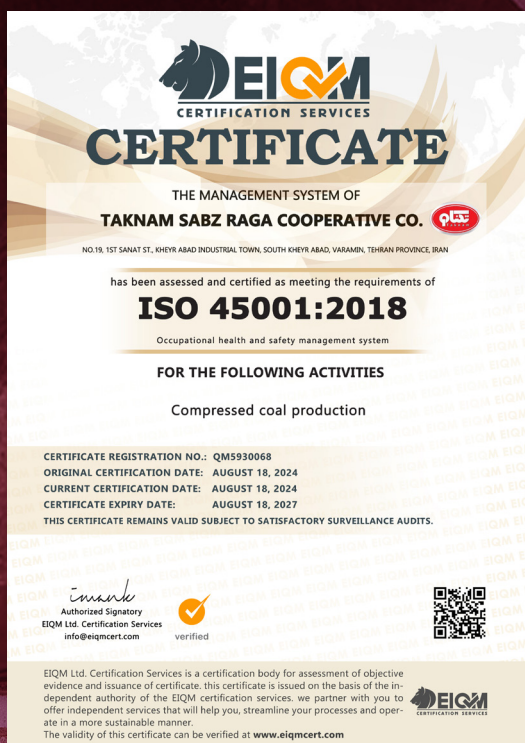 EIQM
CERTIFICATION SERVICES
CERTIFICATE
THE MANAGEMENT SYSTEM OF
TAKNAM SABZ RAGA COOPERATIVE CO.
NO.19, 1ST SANAT ST., KHEYR ABAD INDUSTRIAL TOWN, SOUTH KHEYR ABAD, VARAMIN, TEHRAN PROVINCE, IRAN
has been assessed and certified as meeting the requirements of
ISO 45001:2018
Occupational health and safety management system
FOR THE FOLLOWING ACTIVITIES
Compressed coal production
CERTIFICATE REGISTRATION NO.: QM5930068
ORIGINAL CERTIFICATION DATE: AUGUST 18, 2024
CURRENT CERTIFICATION DATE: AUGUST 18, 2024
CERTIFICATE EXPIRY DATE: AUGUST 18, 2027
THIS CERTIFICATE REMAINS VALID SUBJECT TO SATISFACTORY SURVEILLANCE AUDITS.
Authorized Signatory
EIQM Ltd. Certification Services
info@eiqmcert.com
verified
EIQM Ltd. Certification Services is a certification body for assessment of objective
evidence and issuance of certificate. this certificate is issued on the basis of the in-
dependent authority of the EIQM certification services. we partner with you to
offer independent services that will help you, streamline your processes and oper-
ate in a more sustainable manner.
The validity of this certificate can be verified at www.eiqmcert.com
EIQM
CERTIFICATION SERVICES